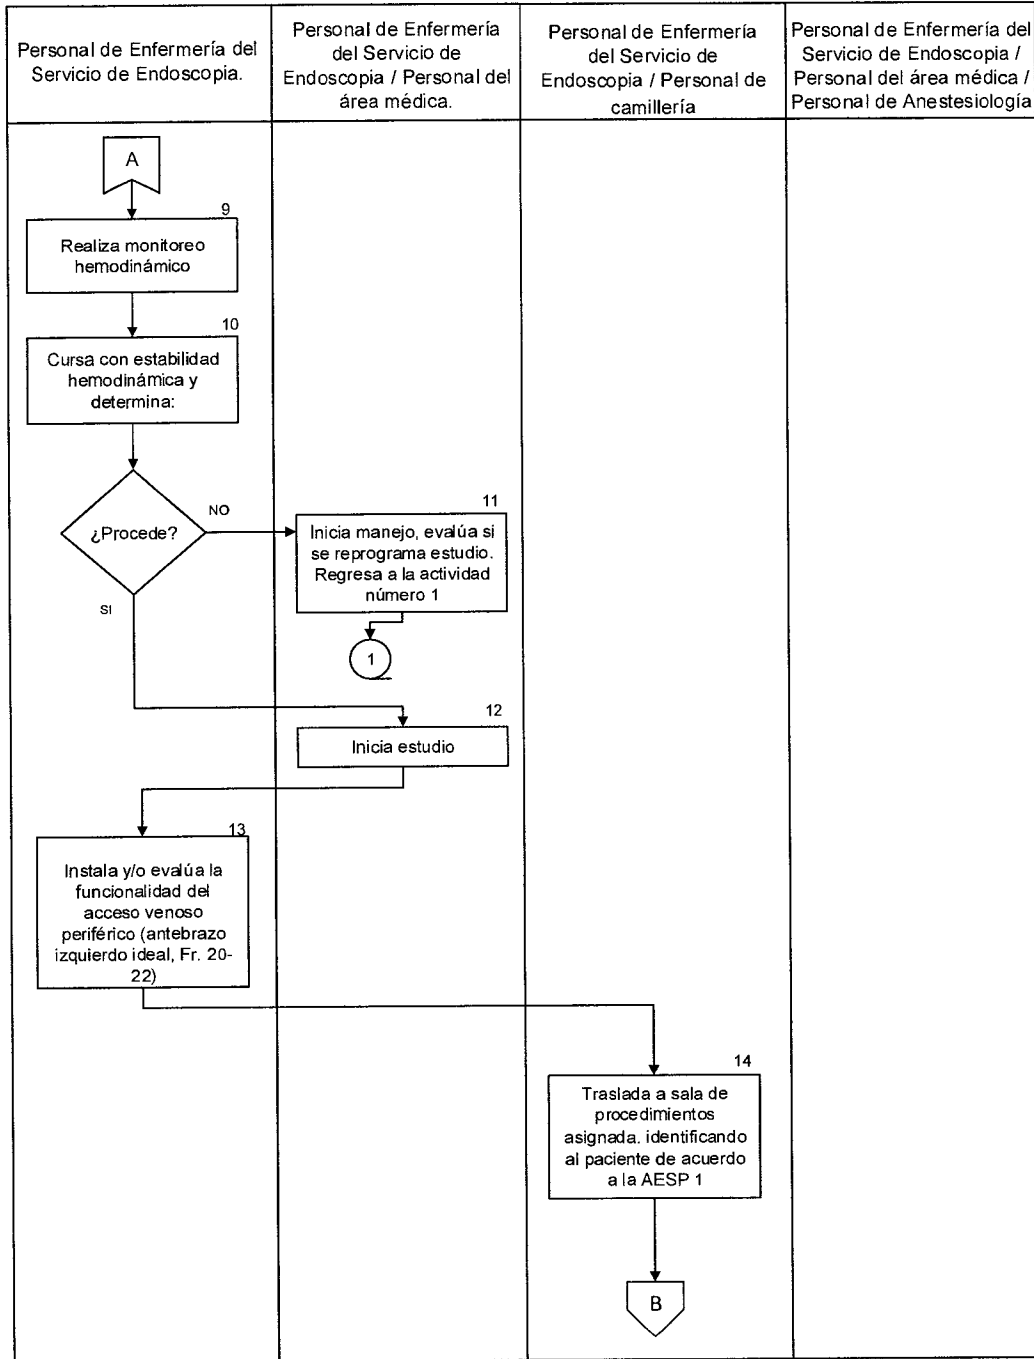 Personal de Enfermería del
Servicio de Endoscopia.
Personal de Enfermería
del Servicio de
Endoscopia / Personal del
área médica.
Personal de Enfermería
del Servicio de
Endoscopia / Personal de
camillería
Personal de Enfermería del
Servicio de Endoscopia /
Personal del área médica /
Personal de Anestesiología
A
9
Realiza monitoreo
hemodinámico
10
Cursa con estabilidad
hemodinámica y
determina:
¿Procede?
NO
SI
11
Inicia manejo, evalúa si
se reprograma estudio.
Regresa a la actividad
número 1
1
12
Inicia estudio
13
Instala y/o evalúa la
funcionalidad del
acceso venoso
periférico (antebrazo
izquierdo ideal, Fr. 20-
22)
14
Traslada a sala de
procedimientos
asignada. identificando
al paciente de acuerdo
a la AESP 1
B